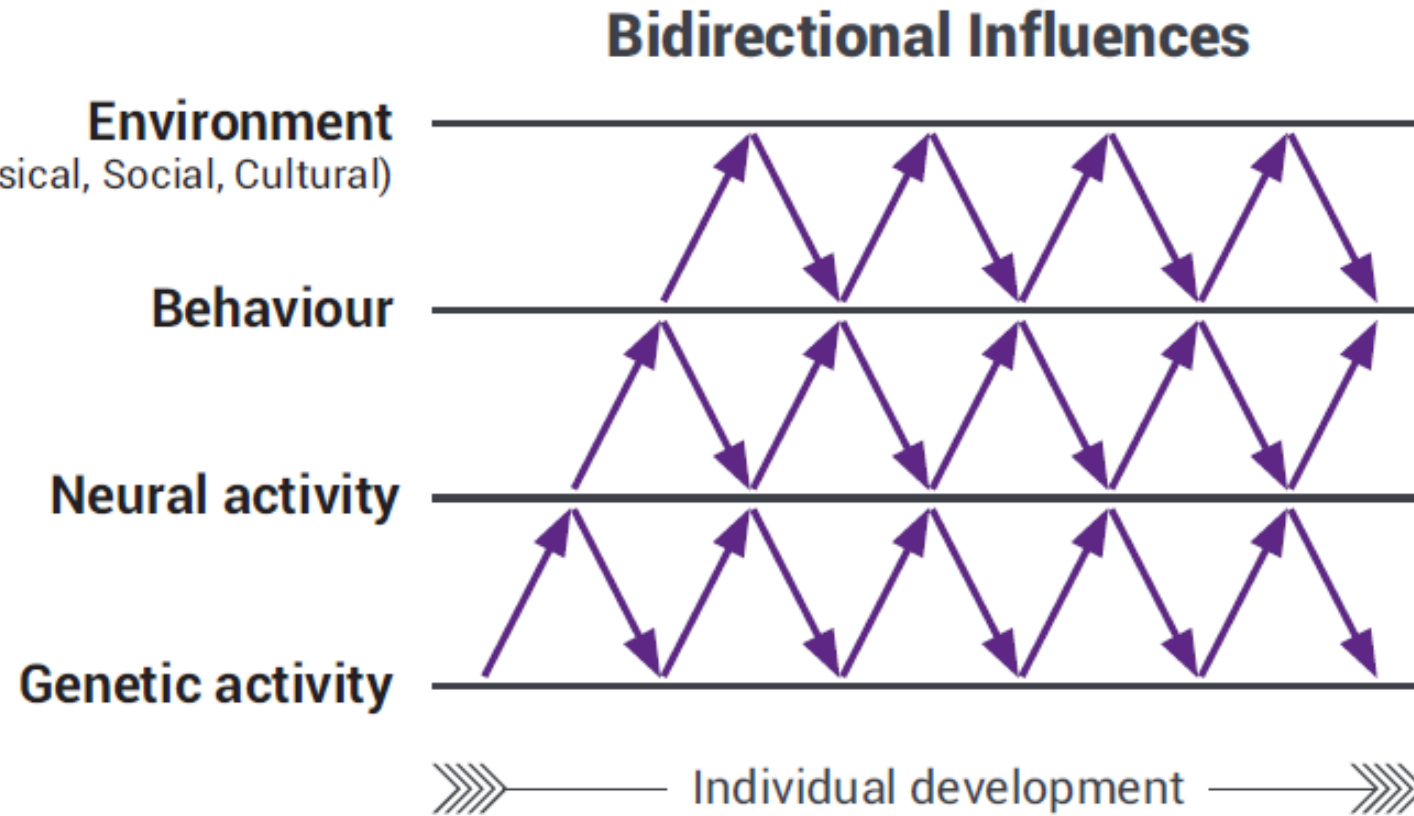 Bidirectional Influences
Environment
sical, Social, Cultural)
Behaviour
Neural activity
Genetic activity
Individual development